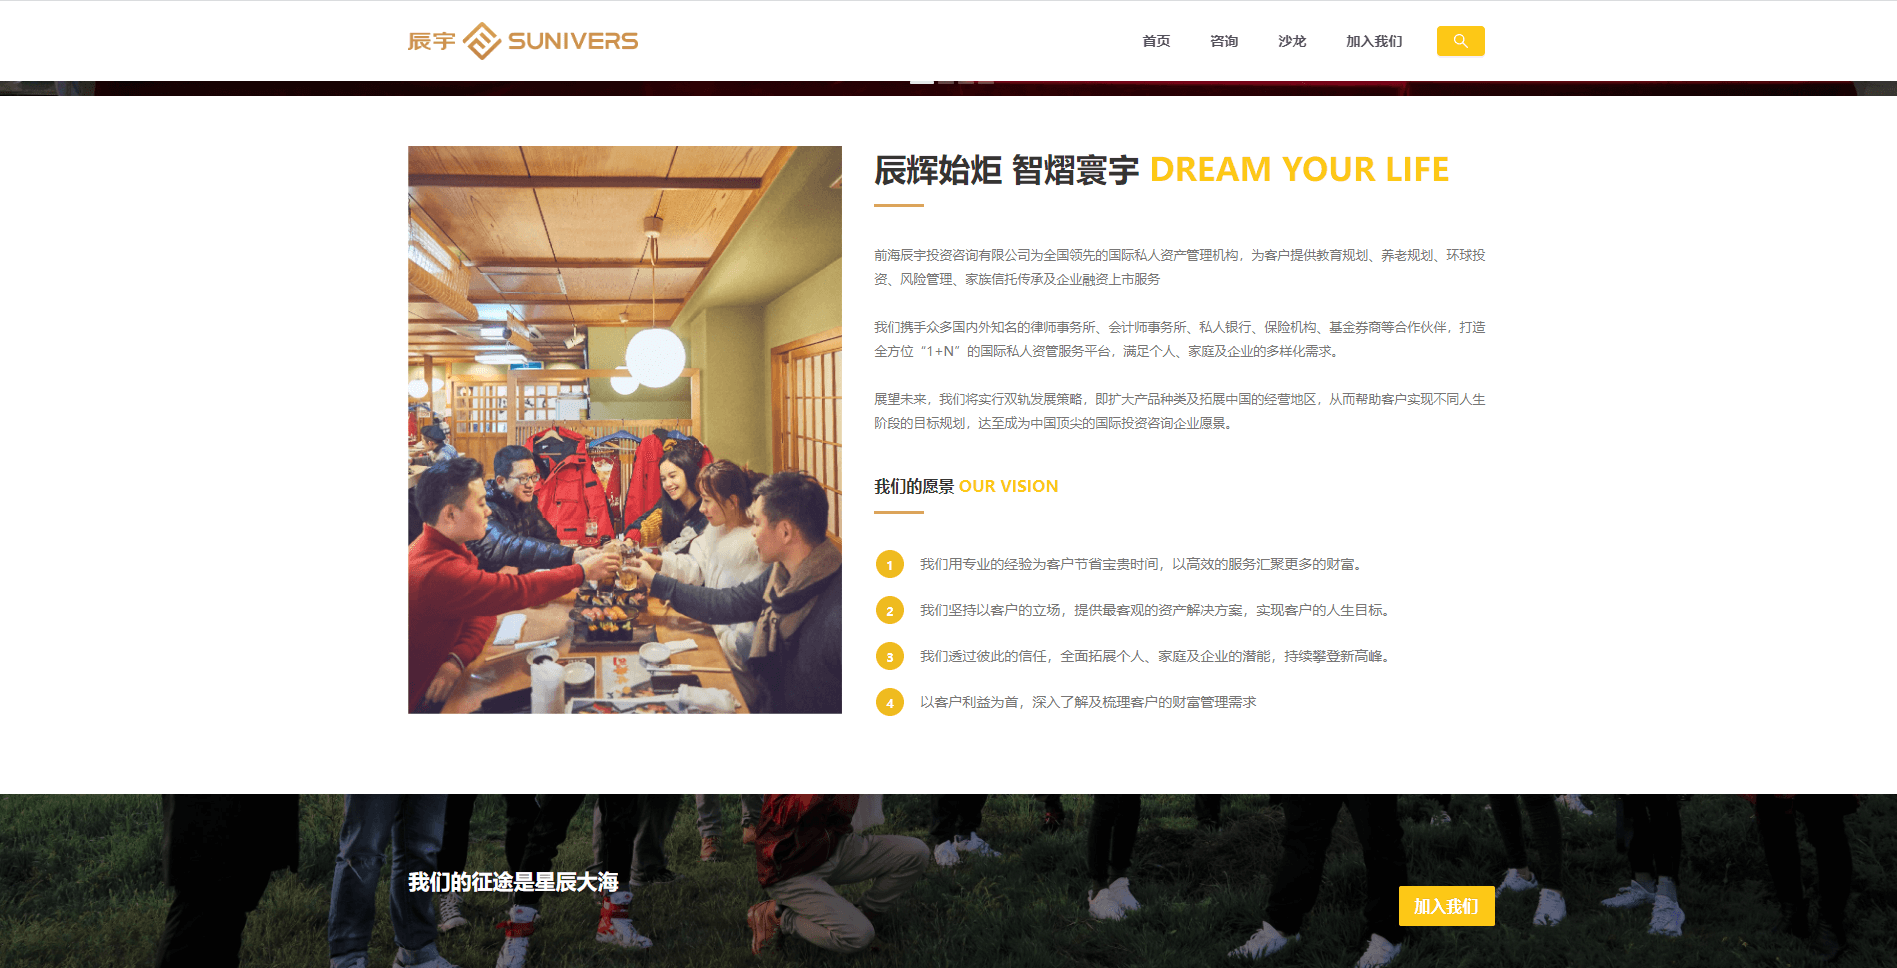 辰宇 SUNIVERS
首页 咨询 沙龙 加入我们
辰辉始炬 智熠寰宇 DREAM YOUR LIFE
前海辰宇投资咨询有限公司为全国领先的国际私人资产管理机构，为客户提供教育规划、养老规划、环球投
资、风险管理、家族信托传承及企业融资上市服务
我们携手众多国内外知名的律师事务所、会计师事务所、私人银行、保险机构、基金券商等合作伙伴，打造
全方位“1+N”的国际私人资管服务平台，满足个人、家庭及企业的多样化需求。
展望未来，我们将实行双轨发展策略，即扩大产品种类及拓展中国的经营地区，从而帮助客户实现不同人生
阶段的目标规划，达至成为中国顶尖的国际投资咨询企业愿景。
我们的愿景 OUR VISION
1 我们用专业的经验为客户节省宝贵时间，以高效的服务汇聚更多的财富。
2 我们坚持以客户的立场，提供最客观的资产解决方案，实现客户的人生目标。
3 我们透过彼此的信任，全面拓展个人、家庭及企业的潜能，持续攀登新高峰。
4 以客户利益为首，深入了解及梳理客户的财富管理需求
我们的征途是星辰大海
加入我们